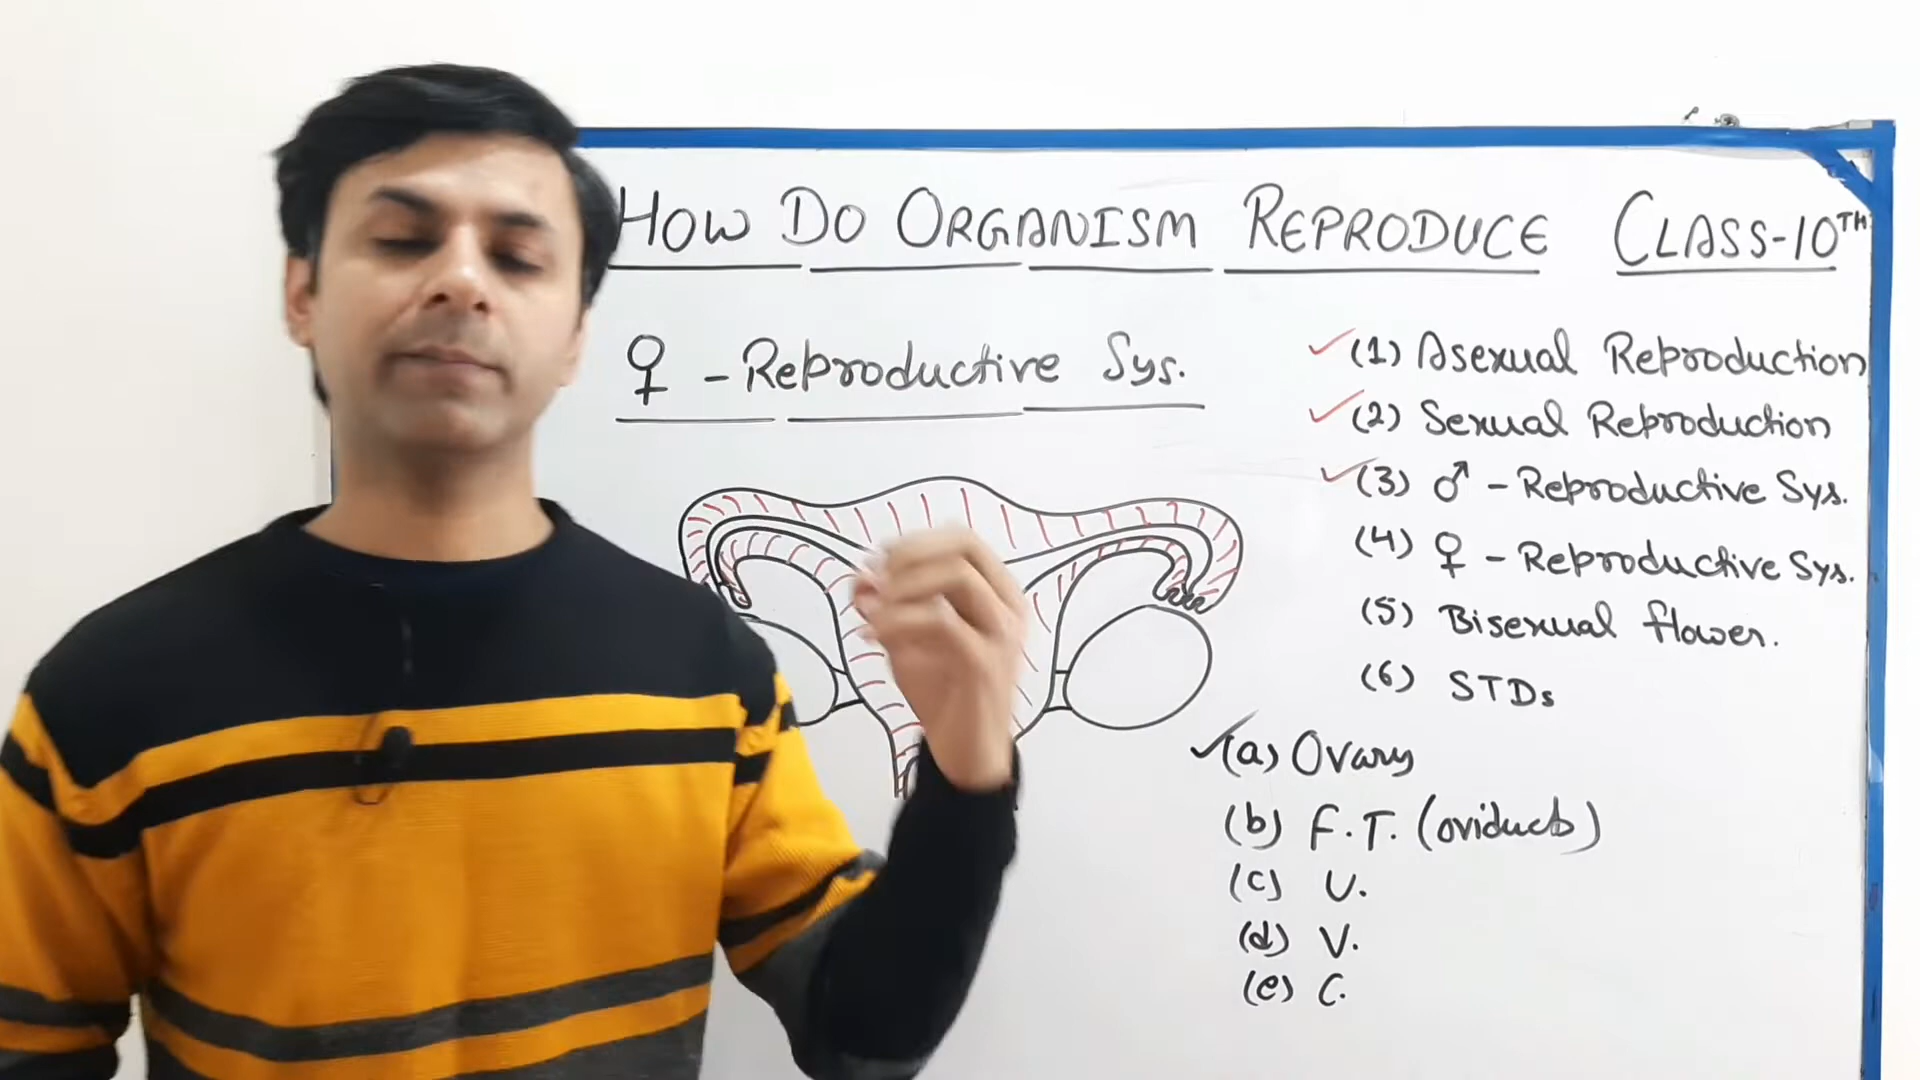 HOW DO ORGANISM REPRODUCE CLASS-10TH
♀ - Reproductive Sys.
(1) Asexual Reproduction
(2) Sexual Reproduction
(3) ♂ - Reproductive Sys.
(4) ♀ - Reproductive Sys.
(5) Bisexual flower.
(6) STDs
(a) Ovary
(b) F.T. (oviducts)
(c) U.
(d) V.
(e) C.